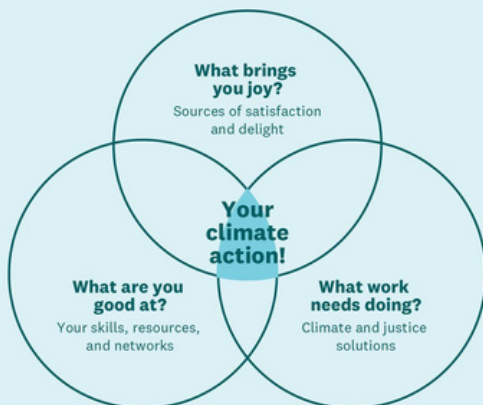 What brings
you joy?
Sources of satisfaction
and delight
Your
climate
action!
What are you
good at?
Your skills, resources,
and networks
What work
needs doing?
Climate and justice
solutions